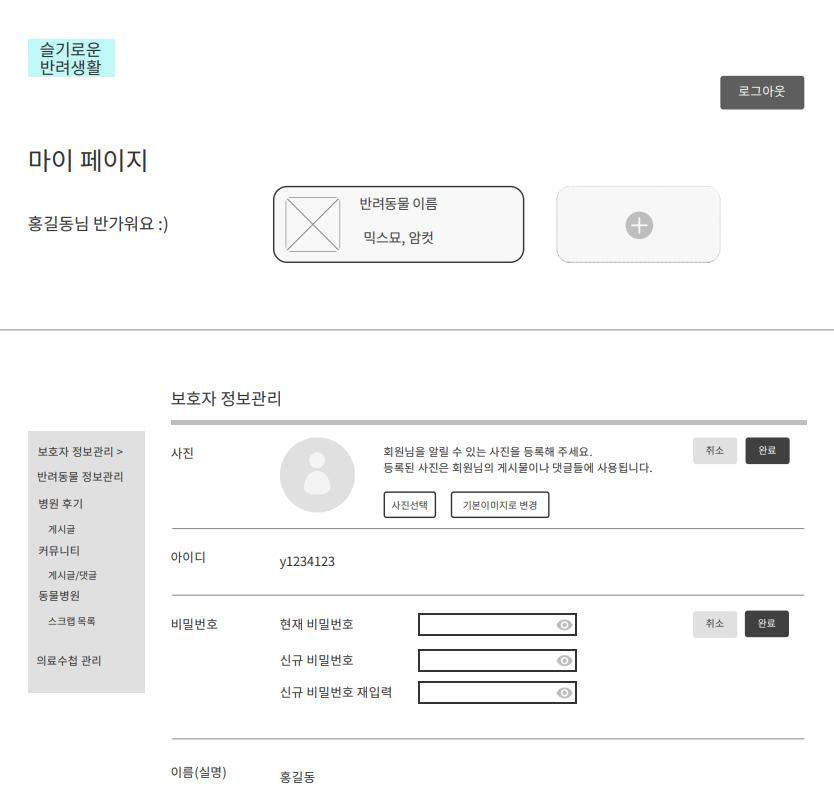 슬기로운
반려생활
로그아웃
마이 페이지
홍길동님 반가워요 :)
반려동물 이름
믹스묘, 암컷
보호자 정보관리
보호자 정보관리 >
반려동물 정보관리
병원 후기
게시글
커뮤니티
게시글/댓글
동물병원
스크랩 목록
의료수첩 관리
사진
회원님을 알릴 수 있는 사진을 등록해 주세요.
등록된 사진은 회원님의 게시물이나 댓글들에 사용됩니다.
사진선택
기본이미지로 변경
취소
완료
아이디
y1234123
비밀번호
현재 비밀번호
취소
완료
신규 비밀번호
신규 비밀번호 재입력
이름(실명)
홍길동